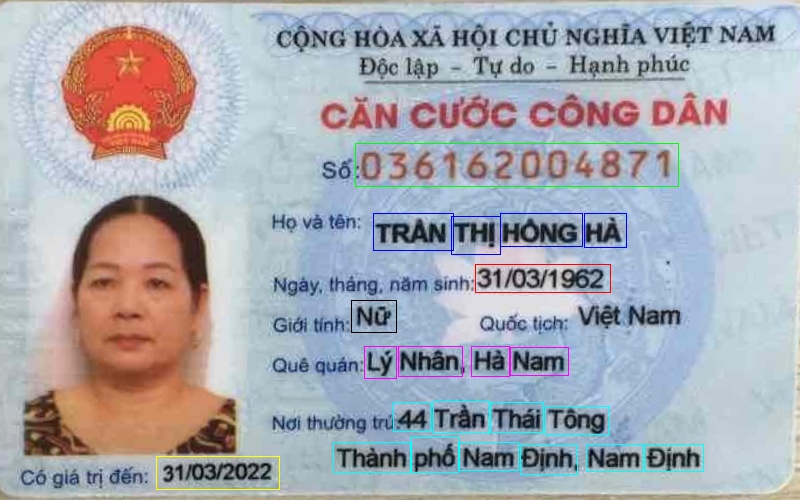 CỘNG HÒA XÃ HỘI CHỦ NGHĨA VIỆT NAM
Độc lập - Tự do - Hạnh phúc
CĂN CƯỚC CÔNG DÂN
Số: 036162004871
Họ và tên: TRẦN THỊ HỒNG HÀ
Ngày, tháng, năm sinh: 31/03/1962
Giới tính: Nữ Quốc tịch: Việt Nam
Quê quán: Lý Nhân, Hà Nam
Nơi thường trú: 44 Trần Thái Tông
Thành phố Nam Định, Nam Định
Có giá trị đến: 31/03/2022